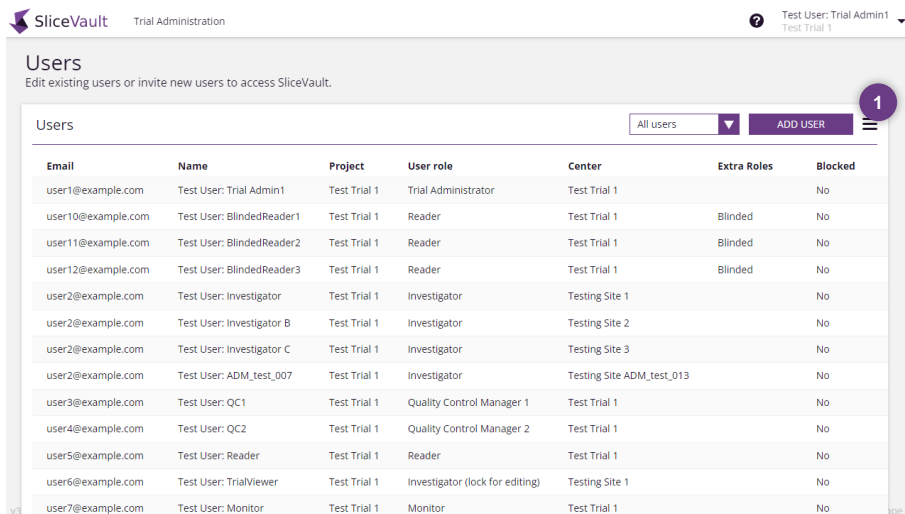 SliceVault Trial Administration ? Test User: Trial Admin1
Test Trial 1
Users
Edit existing users or invite new users to access SliceVault.
1
Users All users ADD USER
Email Name Project User role Center Extra Roles Blocked
user1@example.com Test User: Trial Admin1 Test Trial 1 Trial Administrator Test Trial 1 No
user10@example.com Test User: BlindedReader1 Test Trial 1 Reader Test Trial 1 Blinded No
user11@example.com Test User: BlindedReader2 Test Trial 1 Reader Test Trial 1 Blinded No
user12@example.com Test User: BlindedReader3 Test Trial 1 Reader Test Trial 1 Blinded No
user2@example.com Test User: Investigator Test Trial 1 Investigator Testing Site 1 No
user2@example.com Test User: Investigator B Test Trial 1 Investigator Testing Site 2 No
user2@example.com Test User: Investigator C Test Trial 1 Investigator Testing Site 3 No
user2@example.com Test User: ADM_test_007 Test Trial 1 Investigator Testing Site ADM_test_013 No
user3@example.com Test User: QC1 Test Trial 1 Quality Control Manager 1 Test Trial 1 No
user4@example.com Test User: QC2 Test Trial 1 Quality Control Manager 2 Test Trial 1 No
user5@example.com Test User: Reader Test Trial 1 Reader Test Trial 1 No
user6@example.com Test User: TrialViewer Test Trial 1 Investigator (lock for editing) Testing Site 1 No
user7@example.com Test User: Monitor Test Trial 1 Monitor Test Trial 1 No